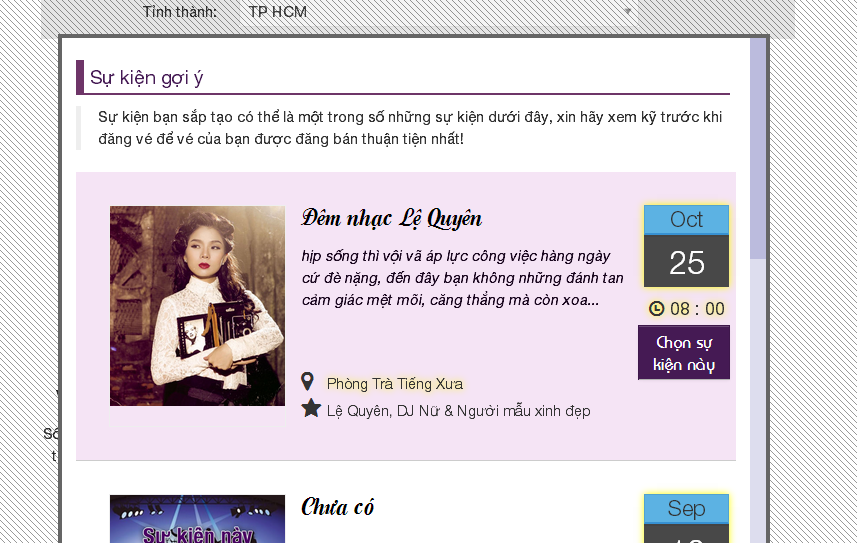 Tỉnh thành: TP HCM
Sự kiện gợi ý
Sự kiện bạn sắp tạo có thể là một trong số những sự kiện dưới đây, xin hãy xem kỹ trước khi
đăng vé để vé của bạn được đăng bán thuận tiện nhất!
Đêm nhạc Lệ Quyên
hịp sống thì vội vã áp lực công việc hàng ngày
cứ đè nặng, đến đây bạn không những đánh tan
cảm giác mệt mõi, căng thẳng mà còn xoa...
Oct
25
08 : 00
Chọn sự
kiện này
Phòng Trà Tiếng Xưa
Lệ Quyên, DJ Nữ & Người mẫu xinh đẹp
Chưa có
Sep
Sự kiện này